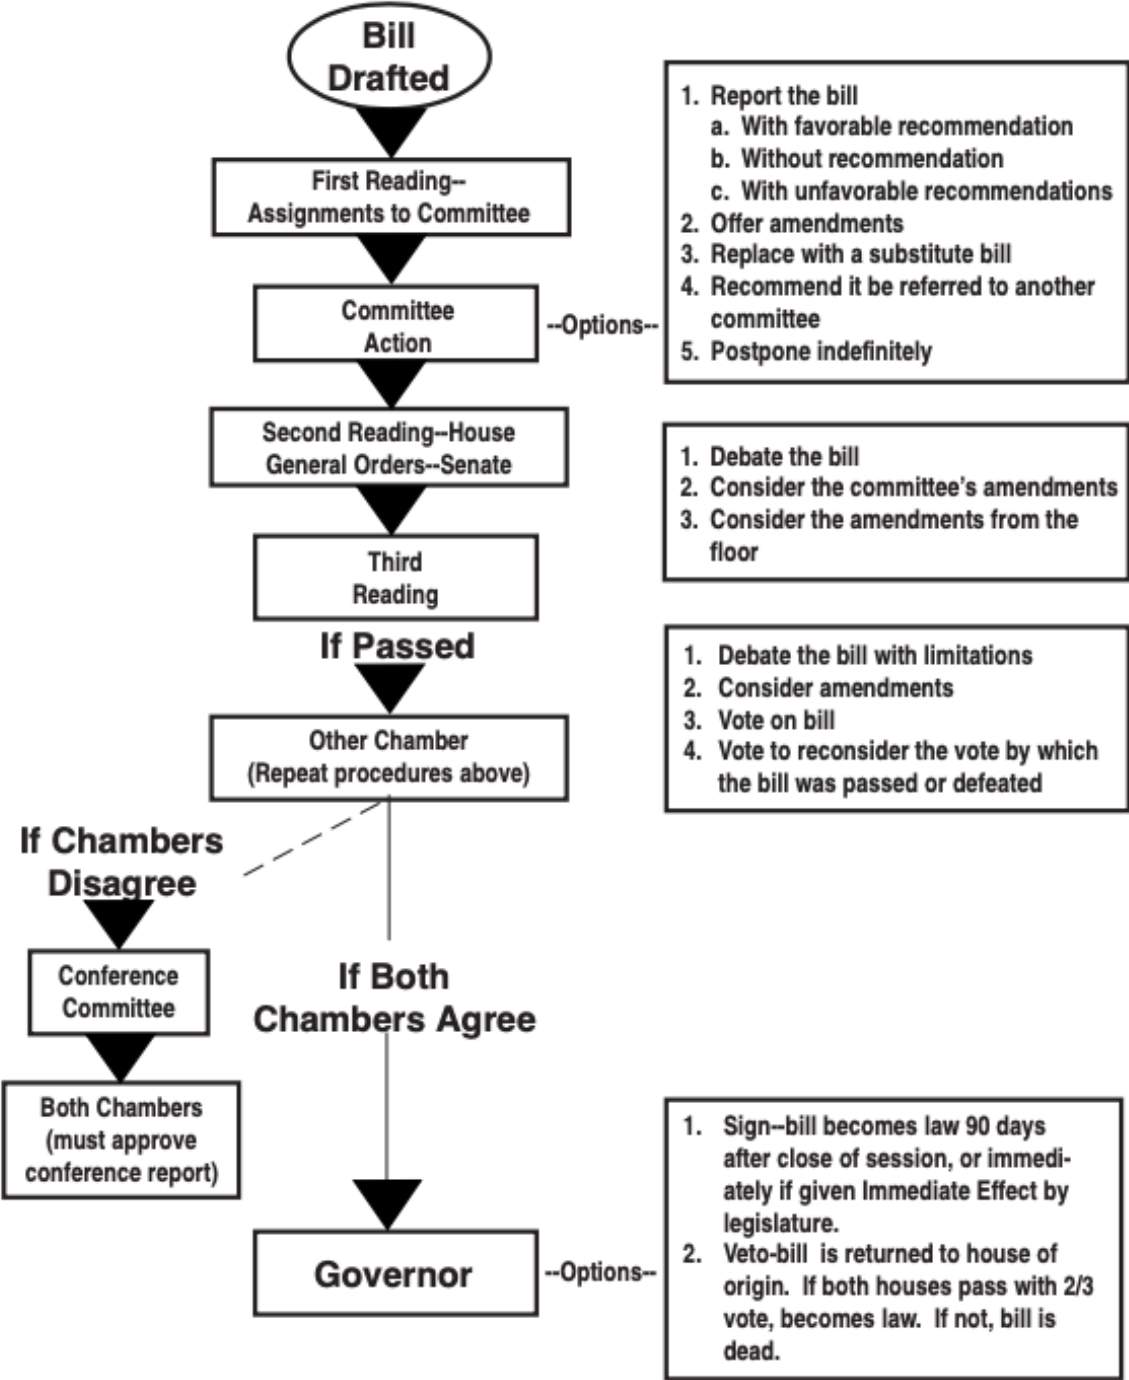 Bill
Drafted
First Reading--
Assignments to Committee
Committee
Action
--Options--
1. Report the bill
a. With favorable recommendation
b. Without recommendation
c. With unfavorable recommendations
2. Offer amendments
3. Replace with a substitute bill
4. Recommend it be referred to another
committee
5. Postpone indefinitely
Second Reading--House
General Orders--Senate
1. Debate the bill
2. Consider the committee's amendments
3. Consider the amendments from the
floor
Third
Reading
If Passed
1. Debate the bill with limitations
2. Consider amendments
3. Vote on bill
4. Vote to reconsider the vote by which
the bill was passed or defeated
Other Chamber
(Repeat procedures above)
If Chambers
Disagree
Conference
Committee
Both Chambers
(must approve
conference report)
If Both
Chambers Agree
Governor
--Options--
1. Sign--bill becomes law 90 days
after close of session, or immedi-
ately if given Immediate Effect by
legislature.
2. Veto-bill is returned to house of
origin. If both houses pass with 2/3
vote, becomes law. If not, bill is
dead.